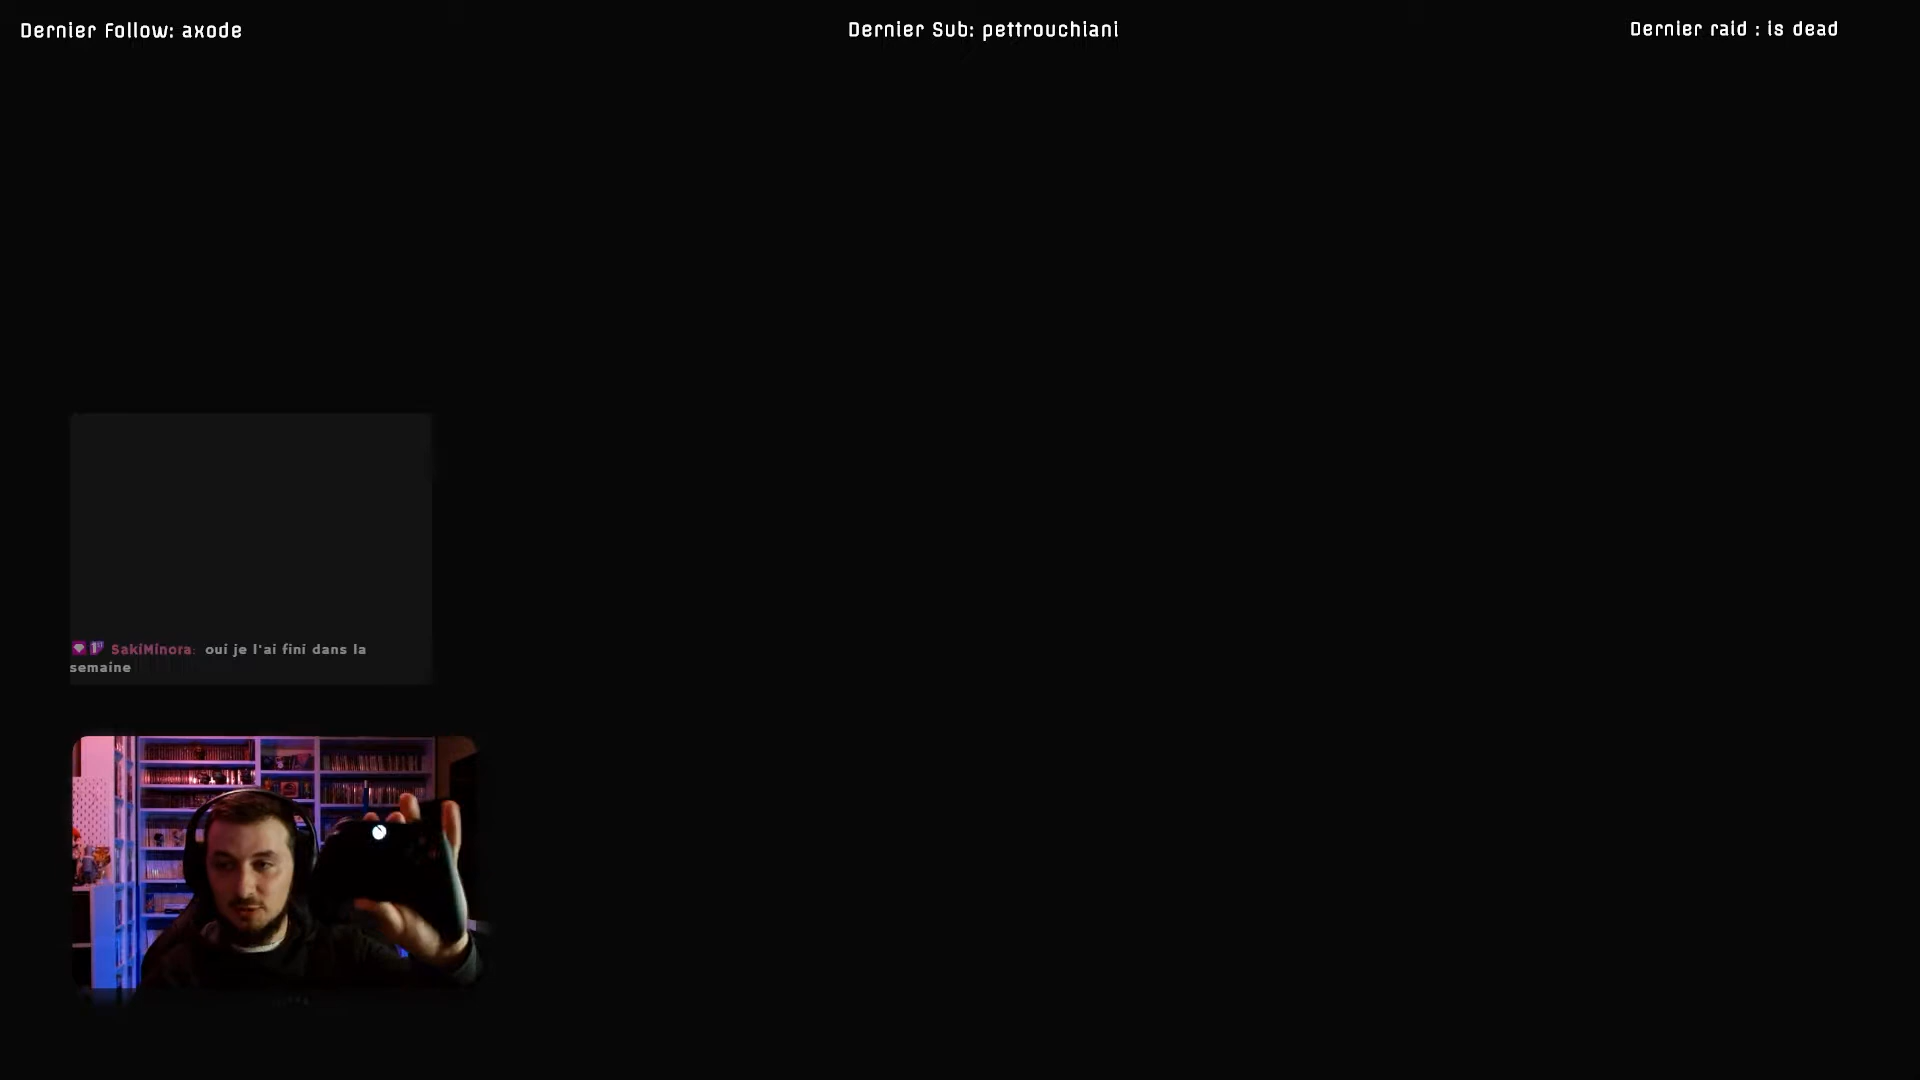 Dernier Follow: axode
Dernier Sub: pettrouchiani
Dernier raid : is dead
SakiMinora: oui je l'ai fini dans la
semaine